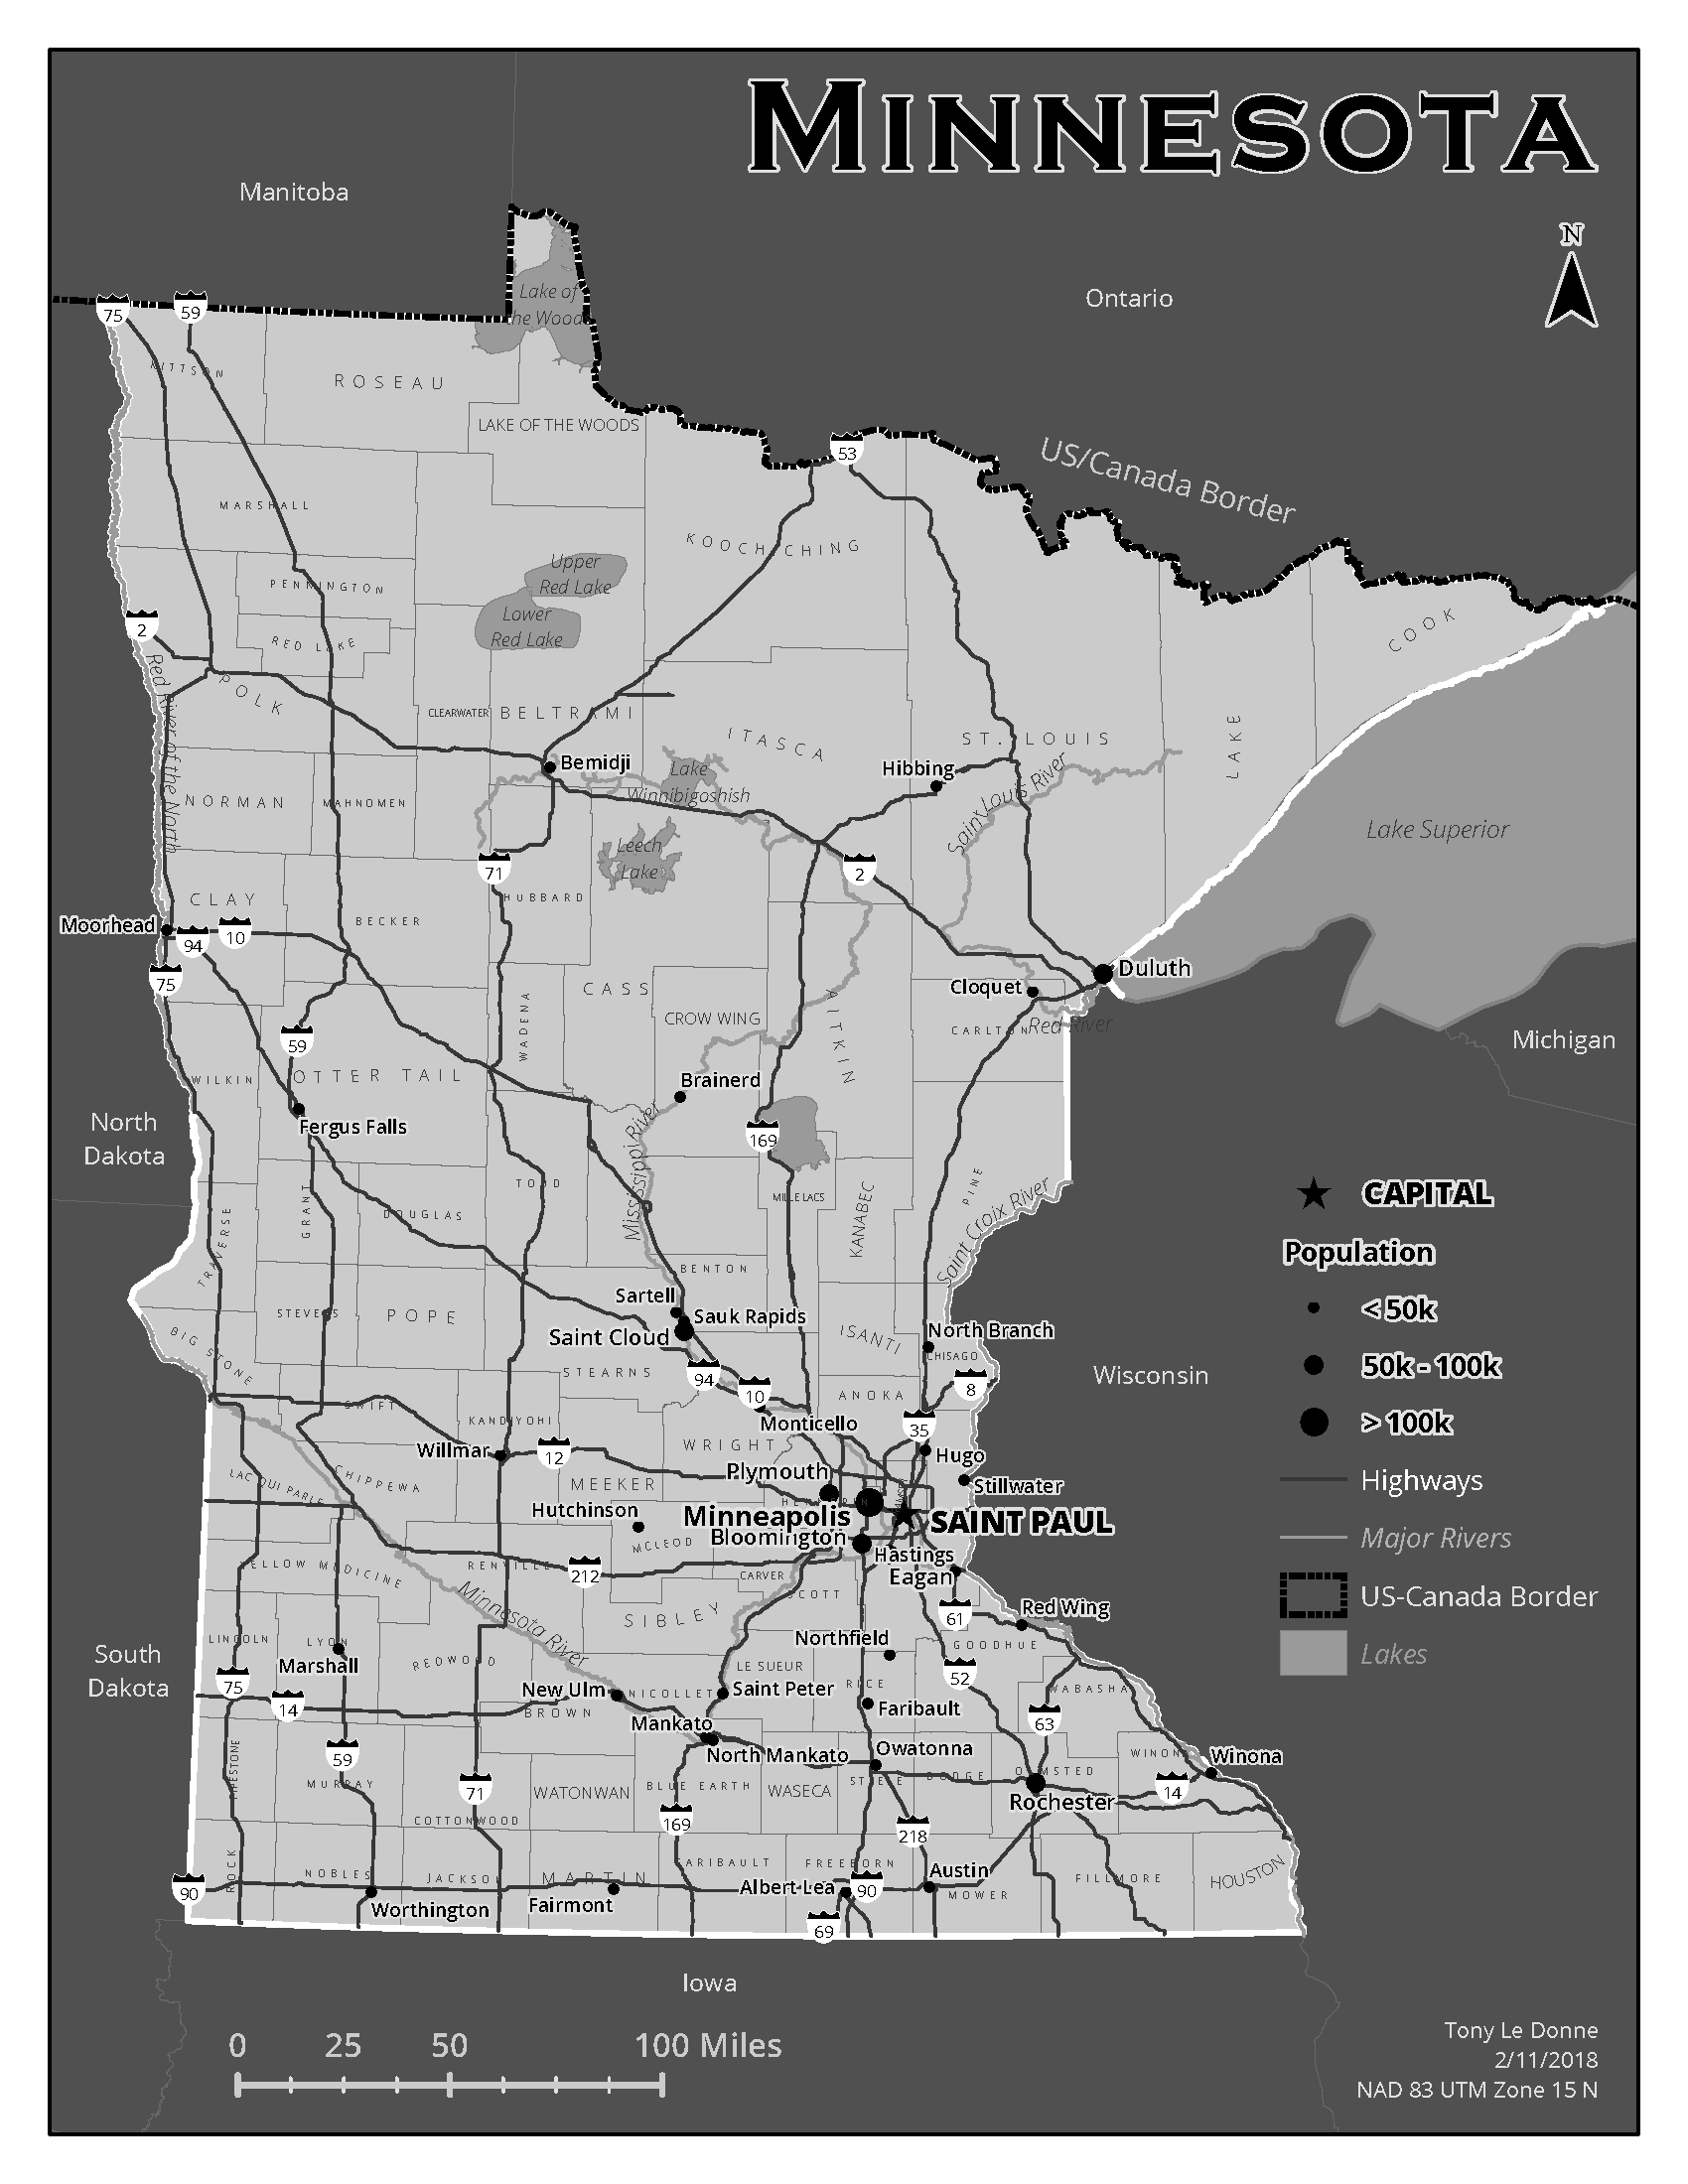 MINNESOTA
Manitoba
N
Ontario
Lake of
the Woods
75
59
KITTSON
ROSEAU
LAKE OF THE WOODS
53
US/Canada Border
MARSHALL
KOOCHICHING
Upper
Red Lake
PENNINGTON
Lower
Red Lake
2
RED LAKE
COOK
Red River of the North
POLK
CLEARWATER
BELTRAMI
ITASCA
ST. LOUIS
LAKE
Bemidji
Hibbing
Lake
Winnibigoshish
Saint Louis River
NORMAN
MAHNOMEN
Lake Superior
Leech
Lake
71
2
HUBBARD
CLAY
BECKER
Moorhead
94
10
75
Duluth
Cloquet
CASS
WADENA
CROW WING
AITKIN
CARLTON
Red River
Michigan
59
OTTER TAIL
WILKIN
Brainerd
North
Dakota
Fergus Falls
Mississippi River
169
MILLE LACS
KANABEC
PINE
Saint Croix River
CAPITAL
TODD
GRANT
DOUGLAS
TRAVERSE
Population
BENTON
Sartell
Sauk Rapids
Saint Cloud
< 50k
STEVENS
POPE
BIG STONE
ISANTI
North Branch
CHISAGO
50k - 100k
Wisconsin
STEARNS
94
10
8
ANOKA
SWIFT
KANDIYOHI
Monticello
35
> 100k
Willmar
12
WRIGHT
Hugo
LAC QUI PARLE
CHIPPEWA
MEEKER
Plymouth
Stillwater
Highways
HENNEPIN
RAMSEY
Hutchinson
Minneapolis
SAINT PAUL
Bloomington
Major Rivers
MCLEOD
Hastings
Eagan
YELLOW MEDICINE
RENVILLE
212
CARVER
SCOTT
US-Canada Border
Minnesota River
SIBLEY
61
Red Wing
LINCOLN
LYON
Marshall
Northfield
GOODHUE
Lakes
South
Dakota
REDWOOD
LE SUEUR
75
14
New Ulm
NICOLLET
Saint Peter
RICE
52
WABASHA
BROWN
Faribault
Mankato
63
North Mankato
Owatonna
59
WINONA
Winona
PIPESTONE
MURRAY
71
WATONWAN
BLUE EARTH
WASECA
STEELE
DODGE
OLMSTED
Rochester
14
COTTONWOOD
169
218
ROCK
NOBLES
JACKSON
MARTIN
FARIBAULT
FREEBORN
Austin
FILLMORE
HOUSTON
90
Albert Lea
90
MOWER
Worthington
Fairmont
69
Iowa
0 25 50 100 Miles
Tony Le Donne
2/11/2018
NAD 83 UTM Zone 15 N